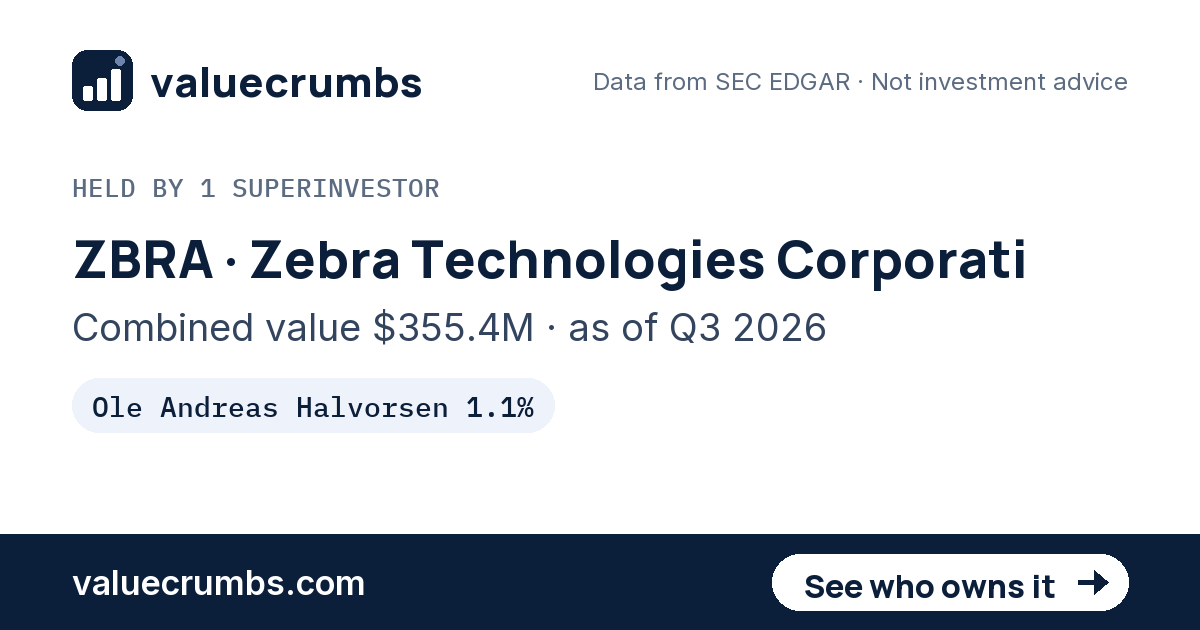 valuecrumbs
Data from SEC EDGAR · Not investment advice
HELD BY 1 SUPERINVESTOR
ZBRA · Zebra Technologies Corporati
Combined value $355.4M · as of Q3 2026
Ole Andreas Halvorsen 1.1%
valuecrumbs.com
See who owns it →